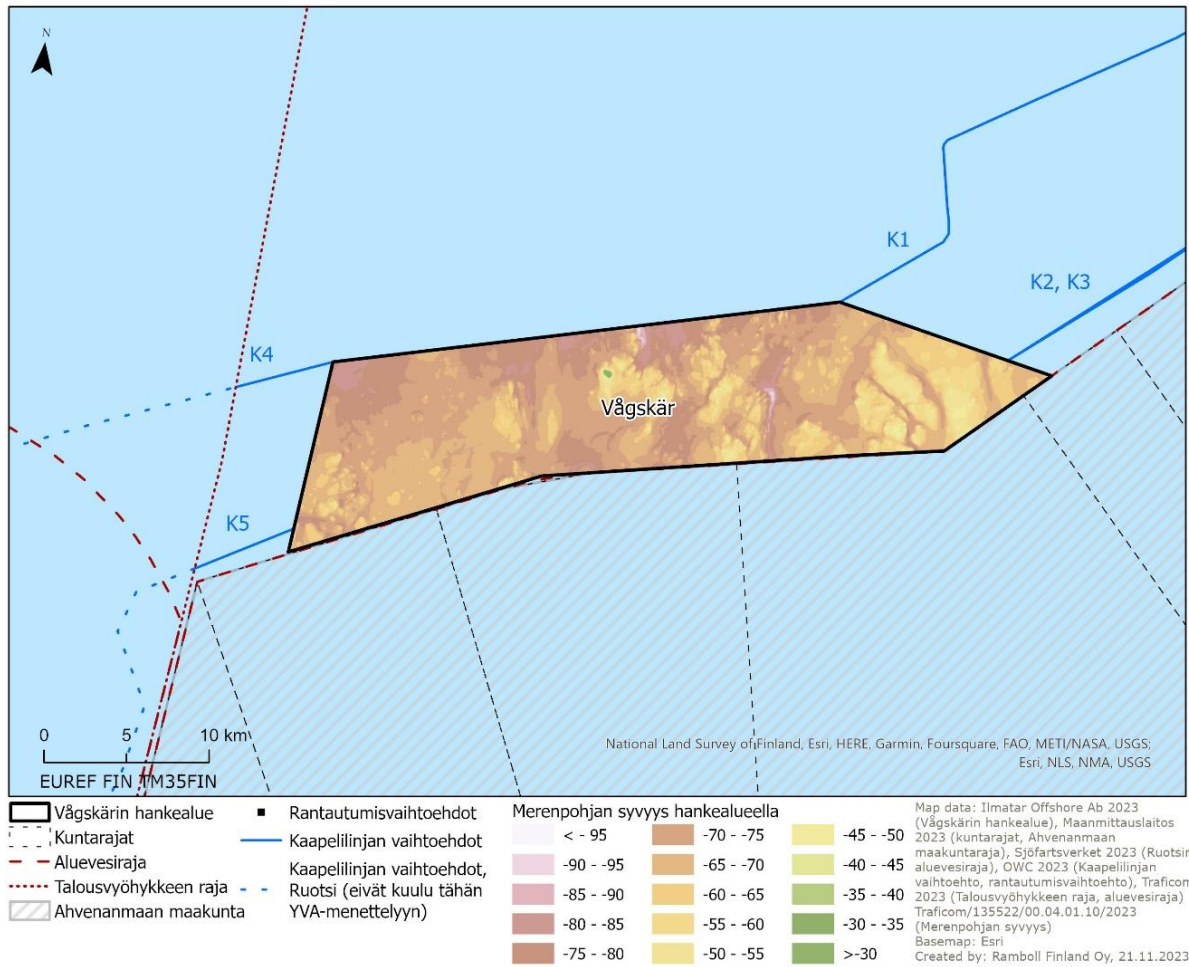 N
K1
K2, K3
K4
Vågskär
K5
0 5 10 km
EUREF FIN TM35FIN
National Land Survey of Finland, Esri, HERE, Garmin, Foursquare, FAO, METI/NASA, USGS;
Esri, NLS, NMA, USGS
Vågskärin hankealue
Kuntarajat
Aluevesiraja
Talousvyöhykkeen raja
Ahvenanmaan maakunta
Rantautumisvaihtoehdot
Kaapelilinjan vaihtoehdot
Kaapelilinjan vaihtoehdot,
Ruotsi (eivät kuulu tähän
YVA-menettelyyn)
Merenpohjan syvyys hankealueella
< - 95
-90 - -95
-85 - -90
-80 - -85
-75 - -80
-70 - -75
-65 - -70
-60 - -65
-55 - -60
-50 - -55
-45 - -50
-40 - -45
-35 - -40
-30 - -35
>-30
Map data: Ilmatar Offshore Ab 2023
(Vågskärin hankealue), Maanmittauslaitos
2023 (kuntarajat, Ahvenanmaan
maakuntaraja), Sjöfartsverket 2023 (Ruotsin
aluevesiraja), OWC 2023 (Kaapelilinjan
vaihtoehto, rantautumisvaihtoehto), Traficom
2023 (Talousvyöhykkeen raja, aluevesiraja)
Traficom/135522/00.04.01.10/2023
(Merenpohjan syvyys)
Basemap: Esri
Created by: Ramboll Finland Oy, 21.11.2023